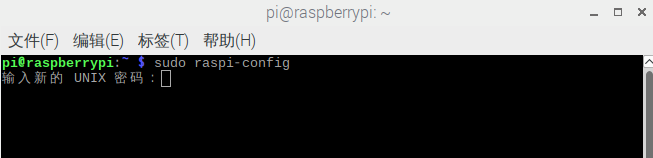 pi@raspberrypi: ~
文件(F) 编辑(E) 标签(T) 帮助(H)
pi@raspberrypi:~ $ sudo raspi-config
输入新的 UNIX 密码：